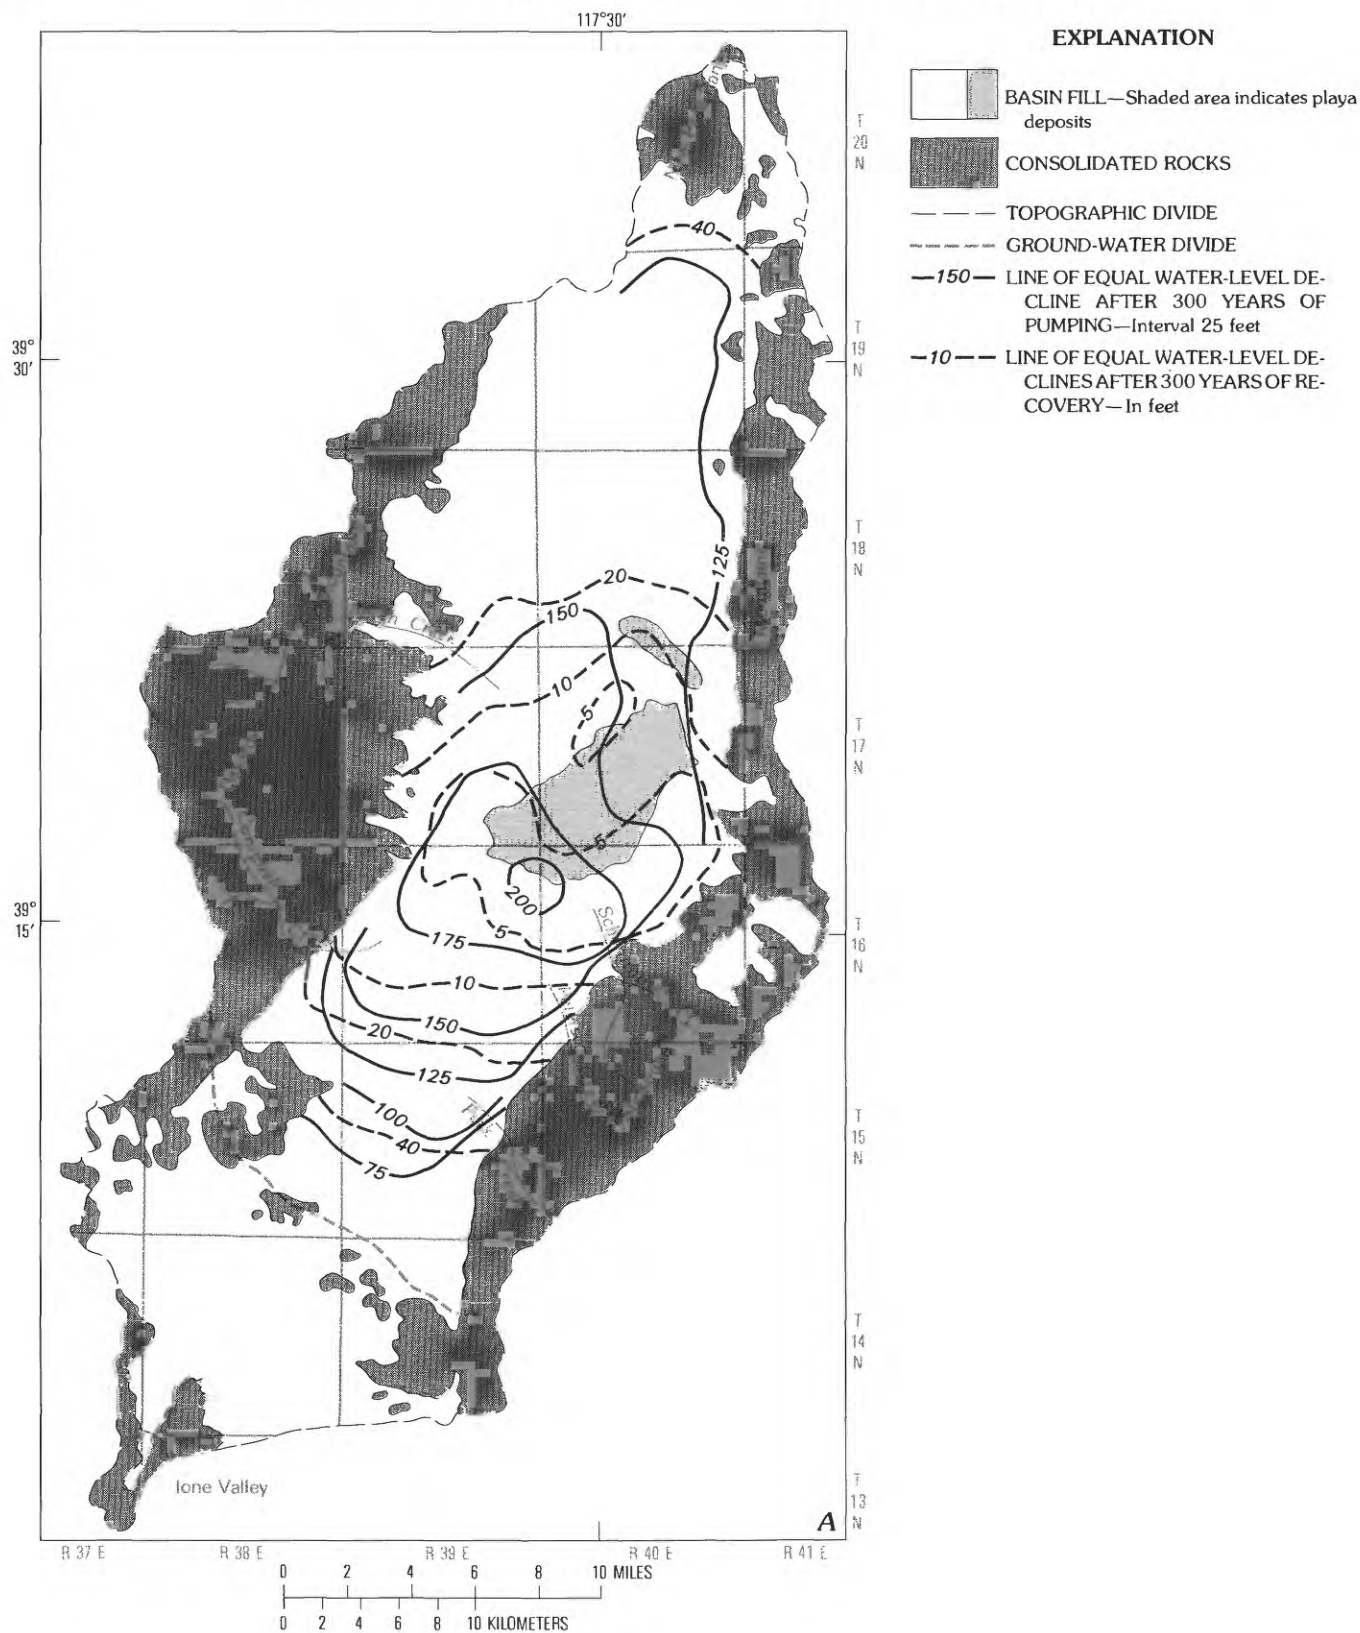 117°30′
EXPLANATION
BASIN FILL—Shaded area indicates playa
deposits
CONSOLIDATED ROCKS
TOPOGRAPHIC DIVIDE
GROUND-WATER DIVIDE
—150— LINE OF EQUAL WATER-LEVEL DE-
CLINE AFTER 300 YEARS OF
PUMPING—Interval 25 feet
—10—— LINE OF EQUAL WATER-LEVEL DE-
CLINES AFTER 300 YEARS OF RE-
COVERY—In feet
T
20
N
40
39°
30′
T
19
N
T
18
N
125
20
150
10
5
T
17
N
5
200
39°
15′
5
175
T
16
N
10
150
20
125
100
40
75
T
15
N
T
14
N
Ione Valley
T
13
N
A
R 37 E R 38 E R 39 E R 40 E R 41 E
0 2 4 6 8 10 MILES
0 2 4 6 8 10 KILOMETERS